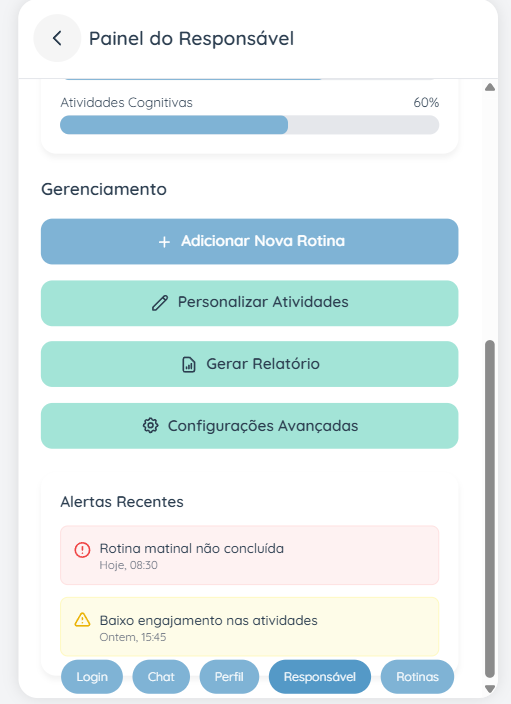 Painel do Responsável
Atividades Cognitivas 60%
Gerenciamento
+ Adicionar Nova Rotina
Personalizar Atividades
Gerar Relatório
Configurações Avançadas
Alertas Recentes
Rotina matinal não concluída
Hoje, 08:30
Baixo engajamento nas atividades
Ontem, 15:45
Login Chat Perfil Responsável Rotinas